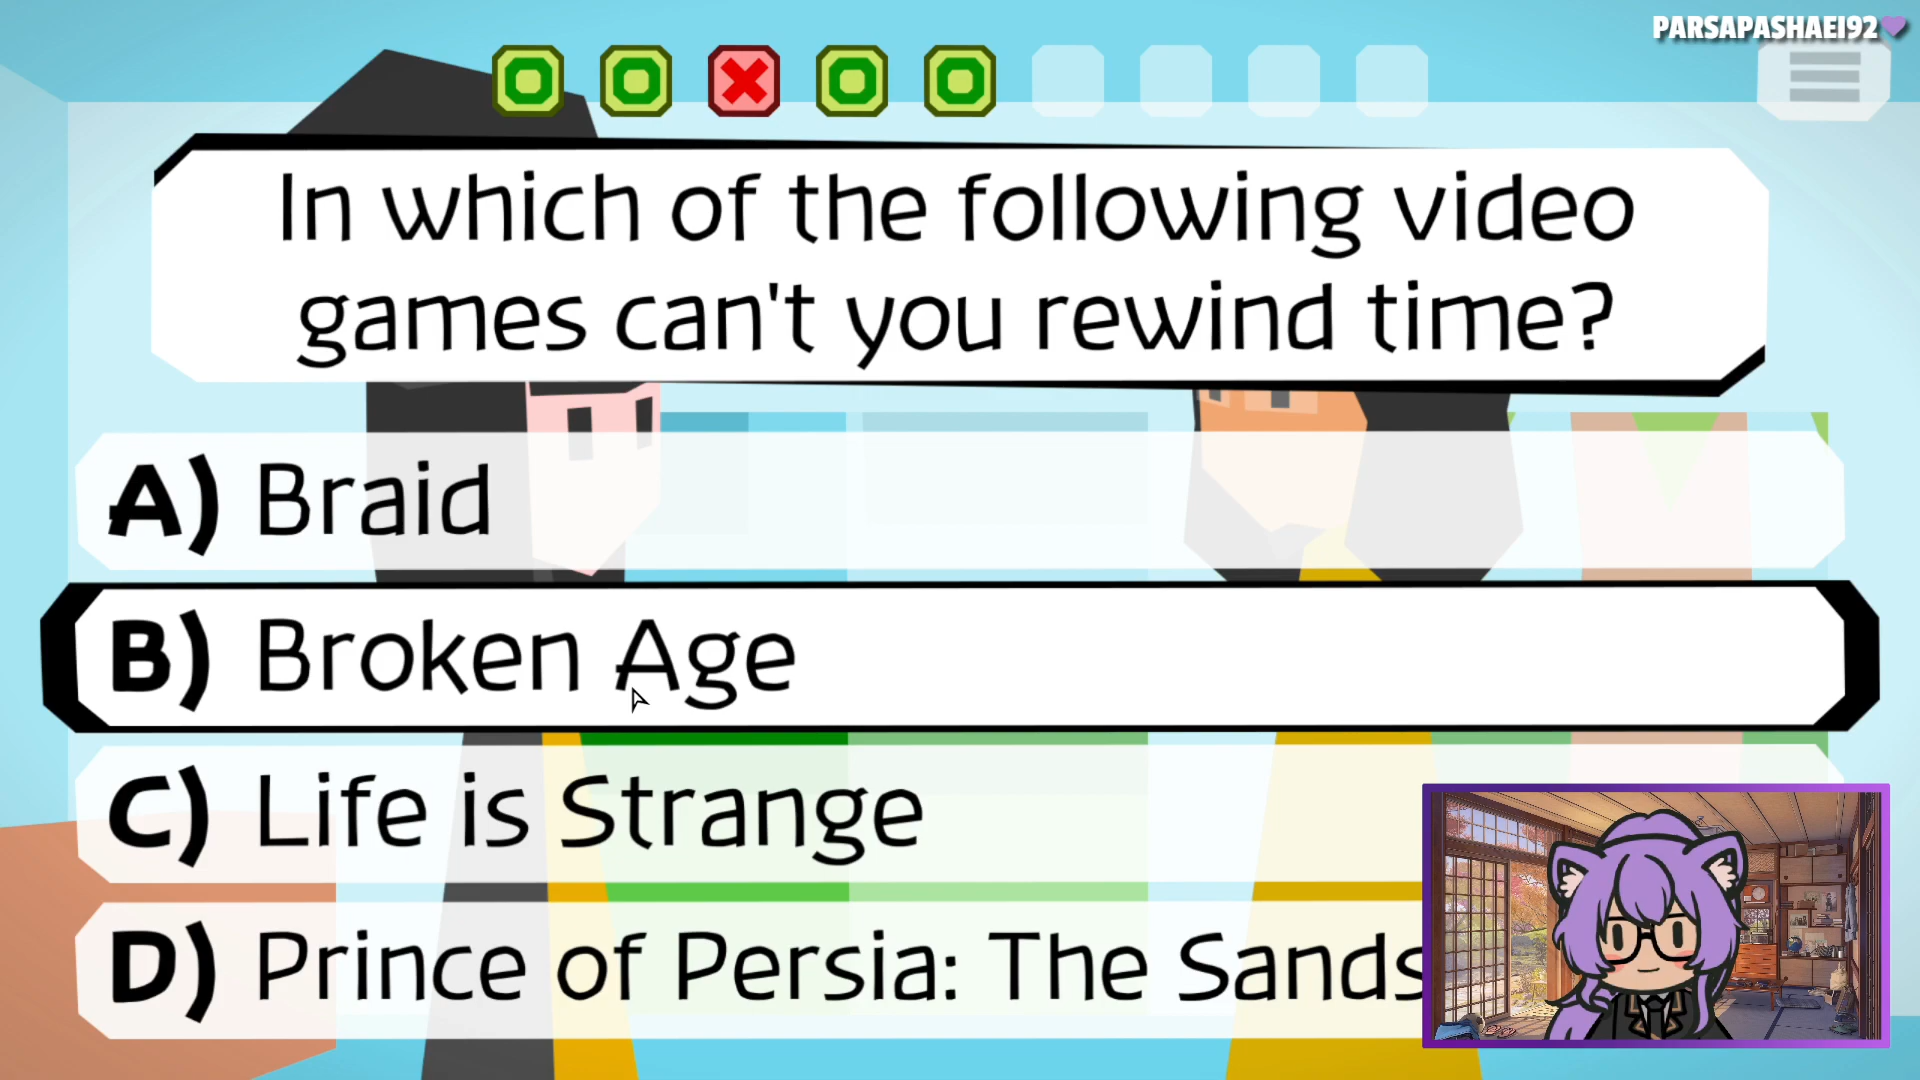 PARSAPASHAEI92
In which of the following video
games can't you rewind time?
A) Braid
B) Broken Age
C) Life is Strange
D) Prince of Persia: The Sands